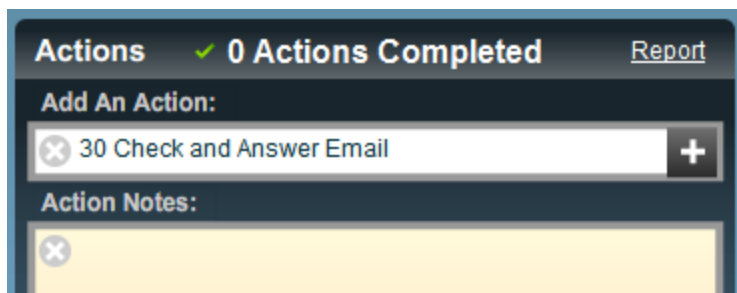 Actions ✓ 0 Actions Completed Report
Add An Action:
30 Check and Answer Email
Action Notes: